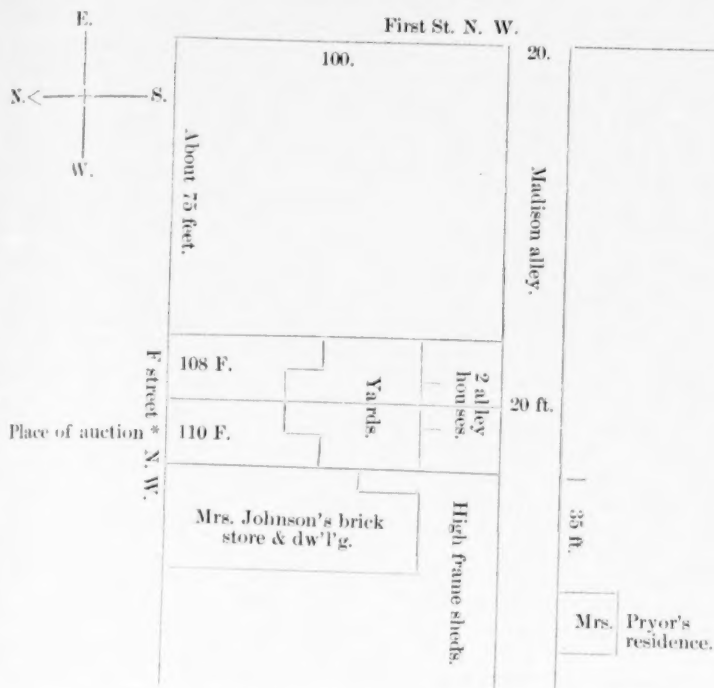 First St. N. W.
E.
N.
S.
W.
100.
20.
About 75 feet.
Madison alley.
108 F.
Yards.
2 alley
houses.
20 ft.
F street * N. W.
Place of auction
110 F.
Mrs. Johnson's brick
store & dw'l'g.
High frame sheds.
35 ft.
Mrs. Pryor's
residence.